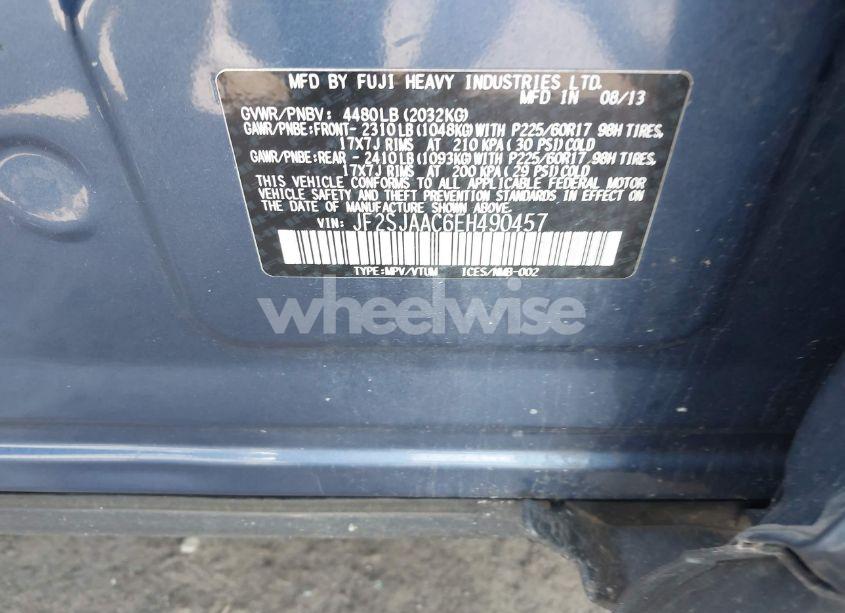 MFD BY FUJI HEAVY INDUSTRIES LTD.
MFD IN 08/13
GVWR/PNBV: 4480LB (2032KG)
GAWR/PNBE:FRONT- 2310LB (1048KG) WITH P225/60R17 98H TIRES,
17X7J RIMS AT 210 KPA ( 30 PSI) COLD
GAWR/PNBE:REAR - 2410LB (1093KG) WITH P225/60R17 98H TIRES,
17X7J RIMS AT 200 KPA ( 29 PSI) COLD
THIS VEHICLE CONFORMS TO ALL APPLICABLE FEDERAL MOTOR
VEHICLE SAFETY AND THEFT PREVENTION STANDARDS IN EFFECT ON
THE DATE OF MANUFACTURE SHOWN ABOVE.
VIN: JF2SJAAC6EH490457
TYPE:MPV/VTUM ICES/NMB-002
wheelwise